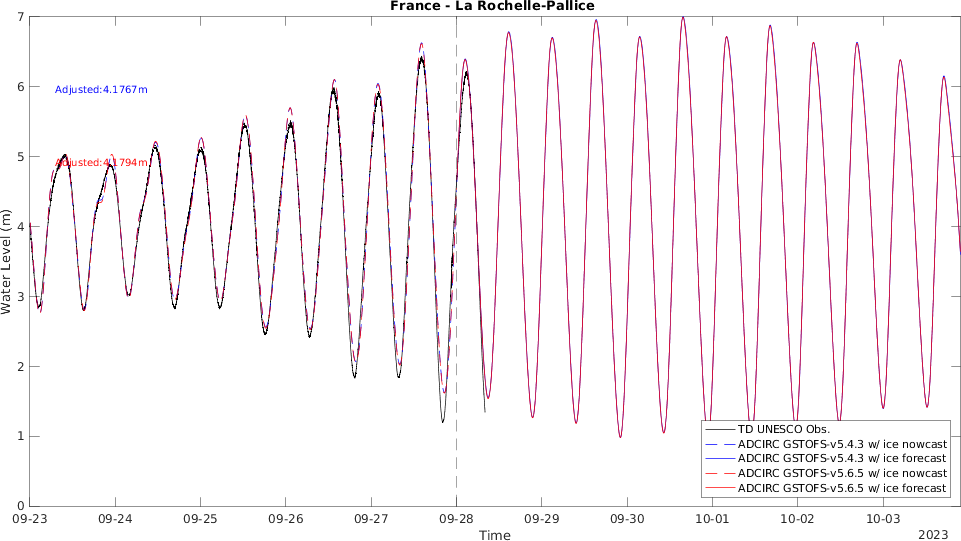 France - La Rochelle-Pallice
7
6
5
4
3
2
1
0
Water Level (m)
Adjusted:4.1767m
Adjusted:4.1794m
TD UNESCO Obs.
ADCIRC GSTOFS-v5.4.3 w/ ice nowcast
ADCIRC GSTOFS-v5.4.3 w/ ice forecast
ADCIRC GSTOFS-v5.6.5 w/ ice nowcast
ADCIRC GSTOFS-v5.6.5 w/ ice forecast
09-23 09-24 09-25 09-26 09-27 09-28 09-29 09-30 10-01 10-02 10-03
Time
2023